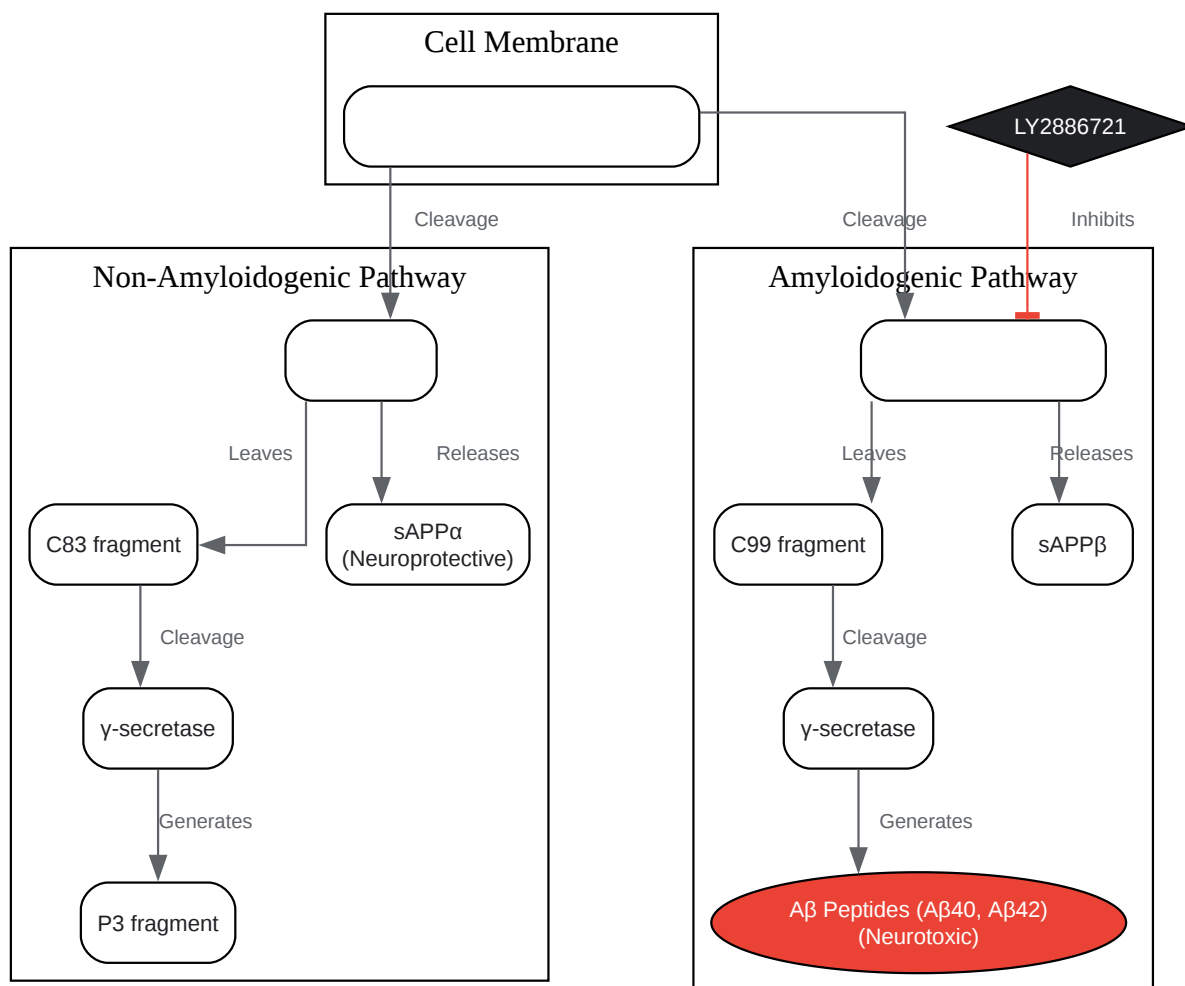 Cell Membrane
LY2886721
Cleavage
Cleavage
Inhibits
Non-Amyloidogenic Pathway
Amyloidogenic Pathway
Leaves
Releases
Leaves
Releases
C83 fragment
sAPPα
(Neuroprotective)
C99 fragment
sAPPβ
Cleavage
Cleavage
γ-secretase
γ-secretase
Generates
Generates
P3 fragment
Aβ Peptides (Aβ40, Aβ42)
(Neurotoxic)